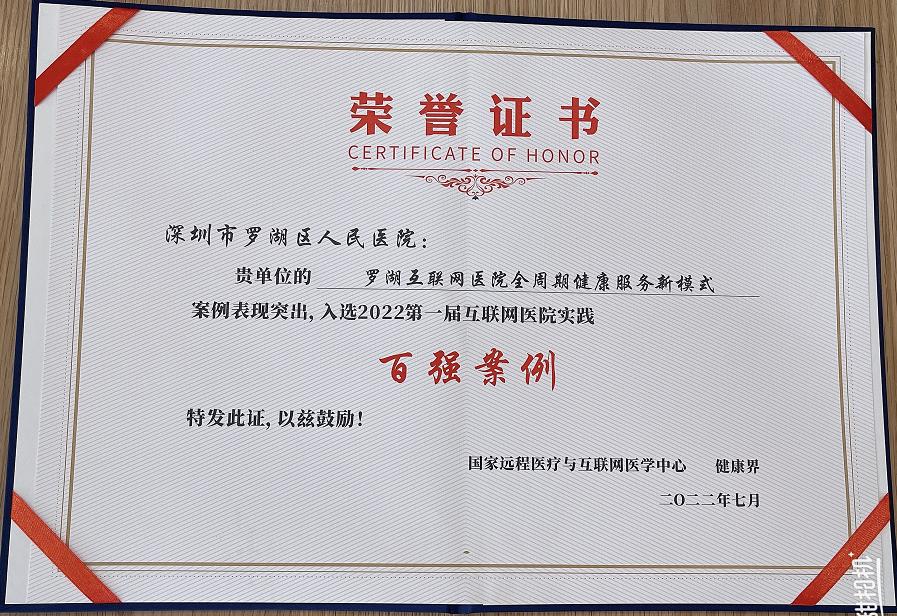 荣誉证书
CERTIFICATE OF HONOR
深圳市罗湖区人民医院：
贵单位的 罗湖互联网医院全周期健康服务新模式
案例表现突出，入选2022第一届互联网医院实践
百强案例
特发此证，以兹鼓励！
国家远程医疗与互联网医学中心 健康界
二〇二二年七月